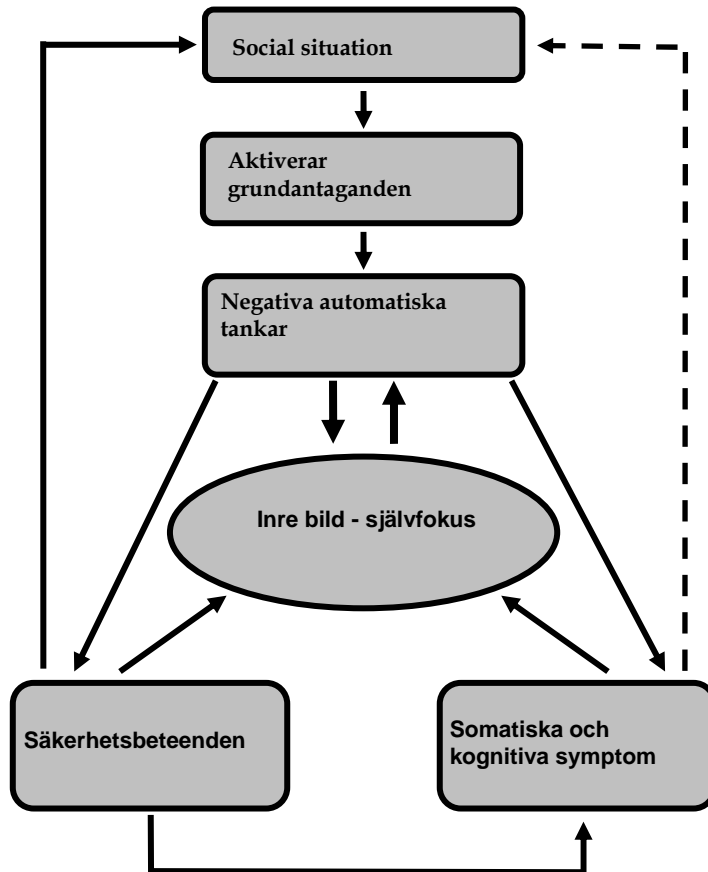 Social situation
Aktiverar
grundantaganden
Negativa automatiska
tankar
Inre bild - självfokus
Säkerhetsbeteenden
Somatiska och
kognitiva symptom